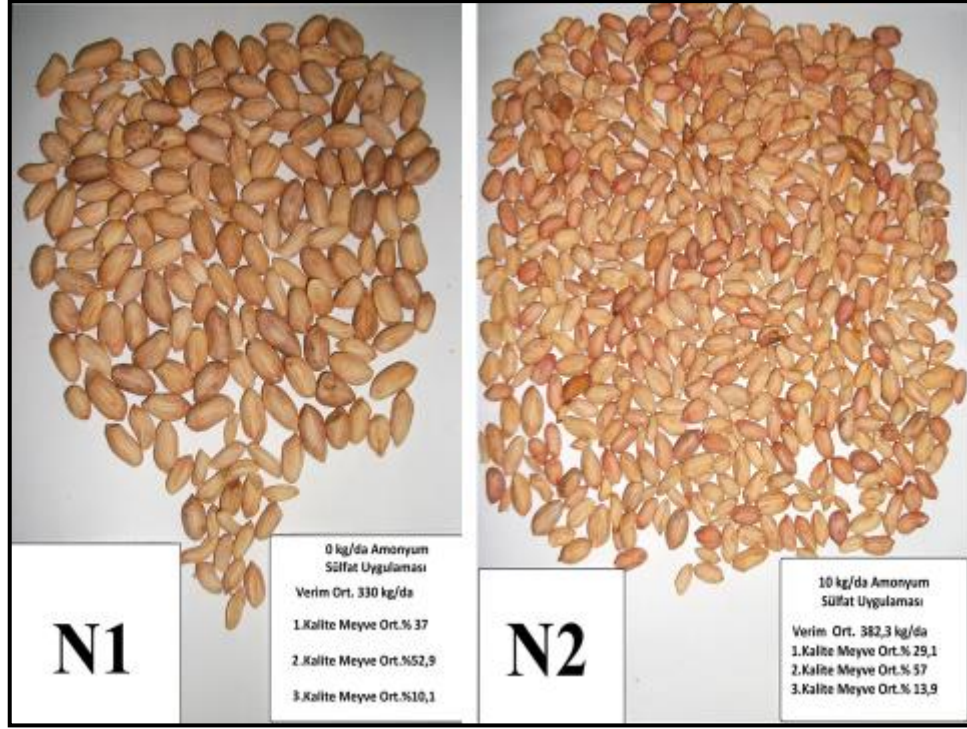 N1
0 kg/da Amonyum
Sülfat Uygulaması
Verim Ort. 330 kg/da
1.Kalite Meyve Ort.% 37
2.Kalite Meyve Ort.%52,9
3.Kalite Meyve Ort.%10,1
N2
10 kg/da Amonyum
Sülfat Uygulaması
Verim Ort. 382,3 kg/da
1.Kalite Meyve Ort.% 29,1
2.Kalite Meyve Ort.% 57
3.Kalite Meyve Ort.% 13,9